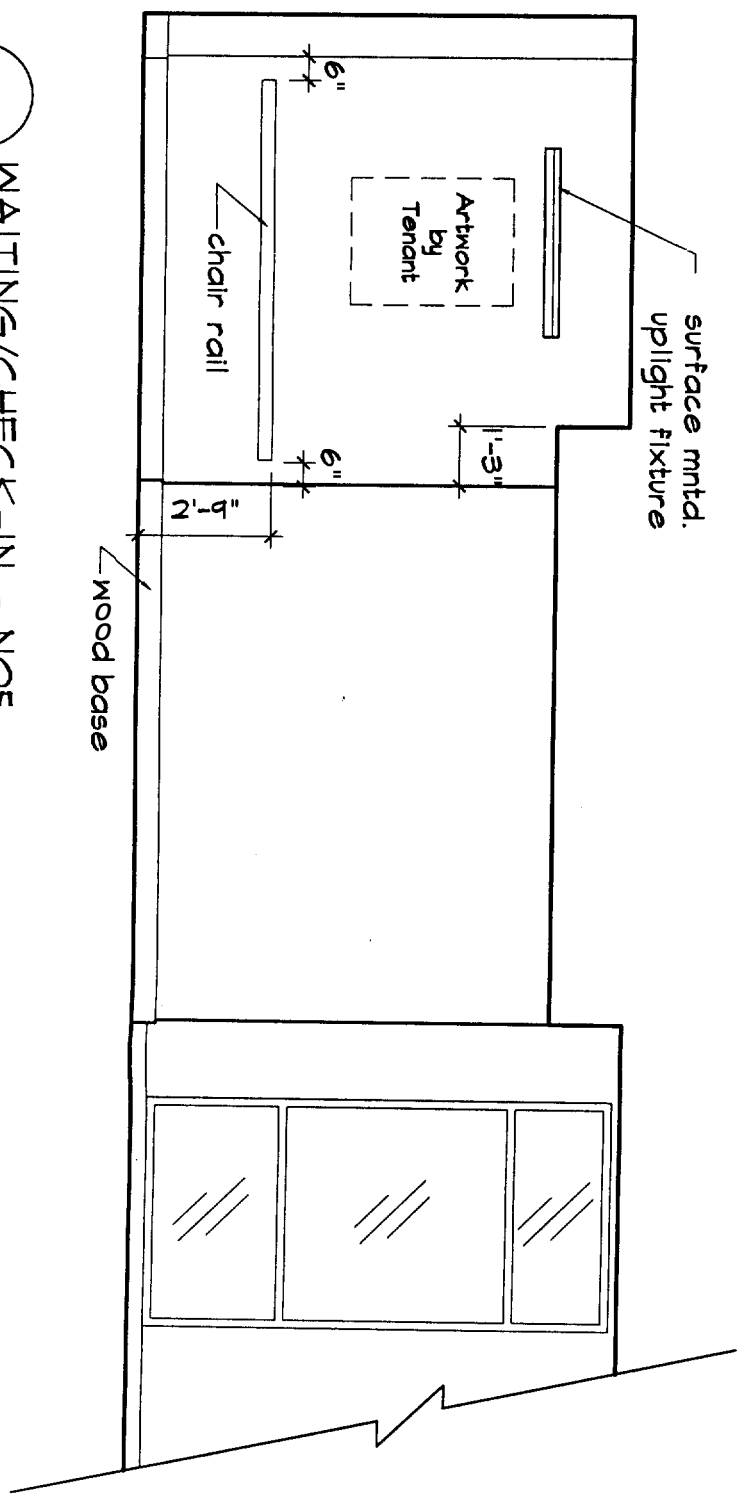 surface mntd.
uplight fixture
Artwork
by
Tenant
1'-3"
6"
6"
chair rail
2'-9"
wood base
WAITING/CHECK-IN -